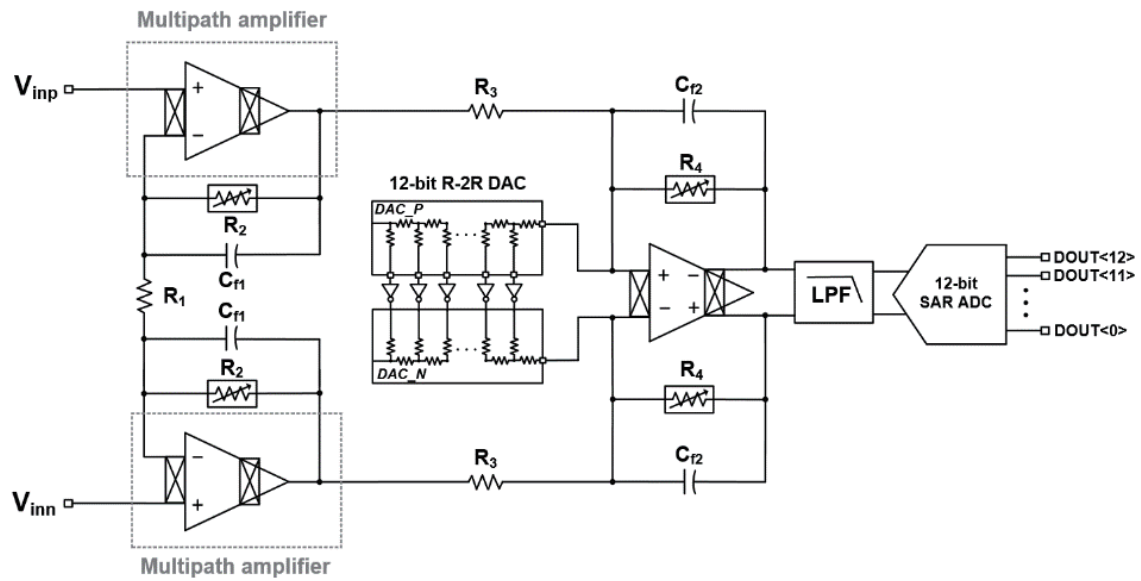 Multipath amplifier
Vinp
+
−
R3
Cf2
R4
R2
Cf1
12-bit R-2R DAC
DAC_P
R1
Cf1
R2
DAC_N
+ −
− +
LPF
12-bit
SAR ADC
DOUT<12>
DOUT<11>
DOUT<0>
R4
−
+
Vinn
R3
Cf2
Multipath amplifier